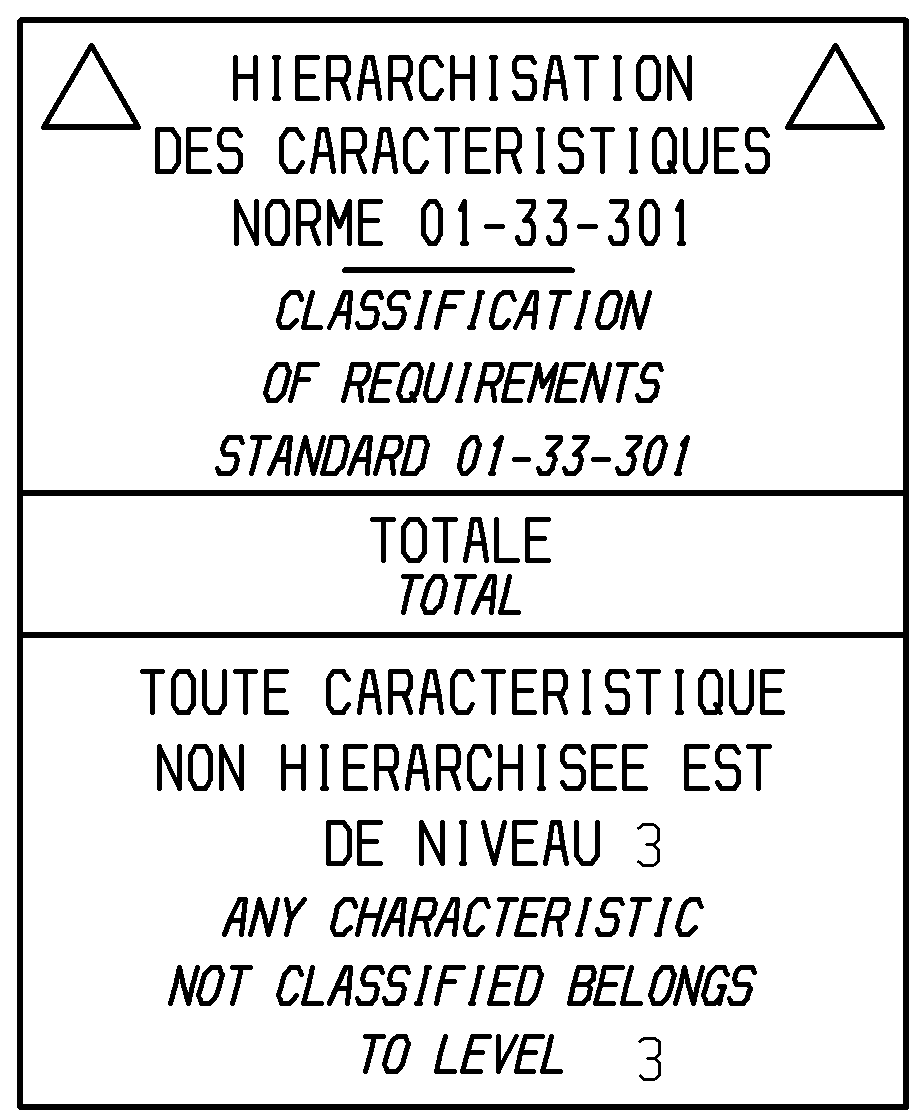 HIERARCHISATION
DES CARACTERISTIQUES
NORME 01-33-301
CLASSIFICATION
OF REQUIREMENTS
STANDARD 01-33-301
TOTALE
TOTAL
TOUTE CARACTERISTIQUE
NON HIERARCHISEE EST
DE NIVEAU 3
ANY CHARACTERISTIC
NOT CLASSIFIED BELONGS
TO LEVEL 3